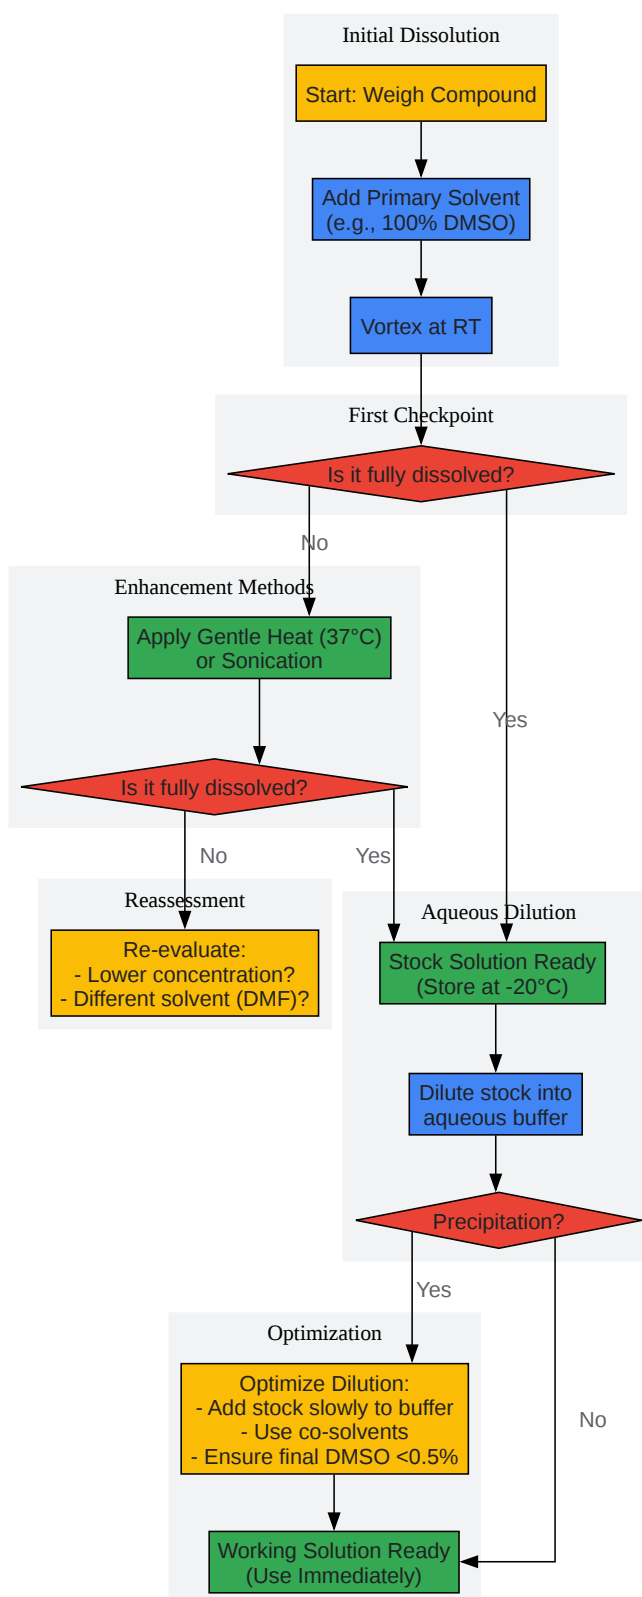 Initial Dissolution
Start: Weigh Compound
Add Primary Solvent
(e.g., 100% DMSO)
Vortex at RT
First Checkpoint
Is it fully dissolved?
No
Enhancement Methods
Apply Gentle Heat (37°C)
or Sonication
Yes
Is it fully dissolved?
No
Yes
Reassessment
Re-evaluate:
- Lower concentration?
- Different solvent (DMF)?
Aqueous Dilution
Stock Solution Ready
(Store at -20°C)
Dilute stock into
aqueous buffer
Precipitation?
Yes
Optimization
Optimize Dilution:
- Add stock slowly to buffer
- Use co-solvents
- Ensure final DMSO <0.5%
No
Working Solution Ready
(Use Immediately)